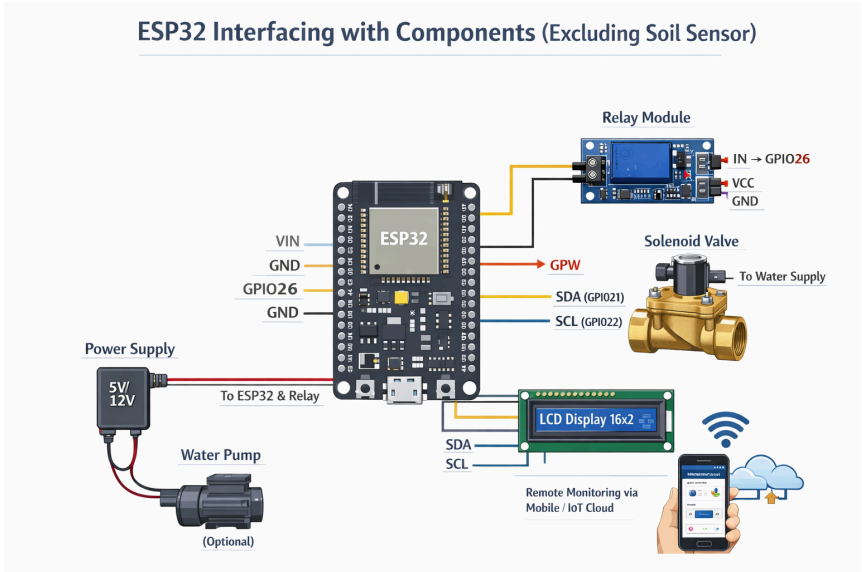 ESP32 Interfacing with Components (Excluding Soil Sensor)
Relay Module
IN → GPIO26
VCC
GND
ESP32
VIN
GND
GPIO26
GND
GPW
SDA (GPIO21)
SCL (GPIO22)
Solenoid Valve
To Water Supply
Power Supply
5V/
12V
To ESP32 & Relay
Water Pump
(Optional)
LCD Display 16x2
SDA
SCL
Remote Monitoring via
Mobile / IoT Cloud